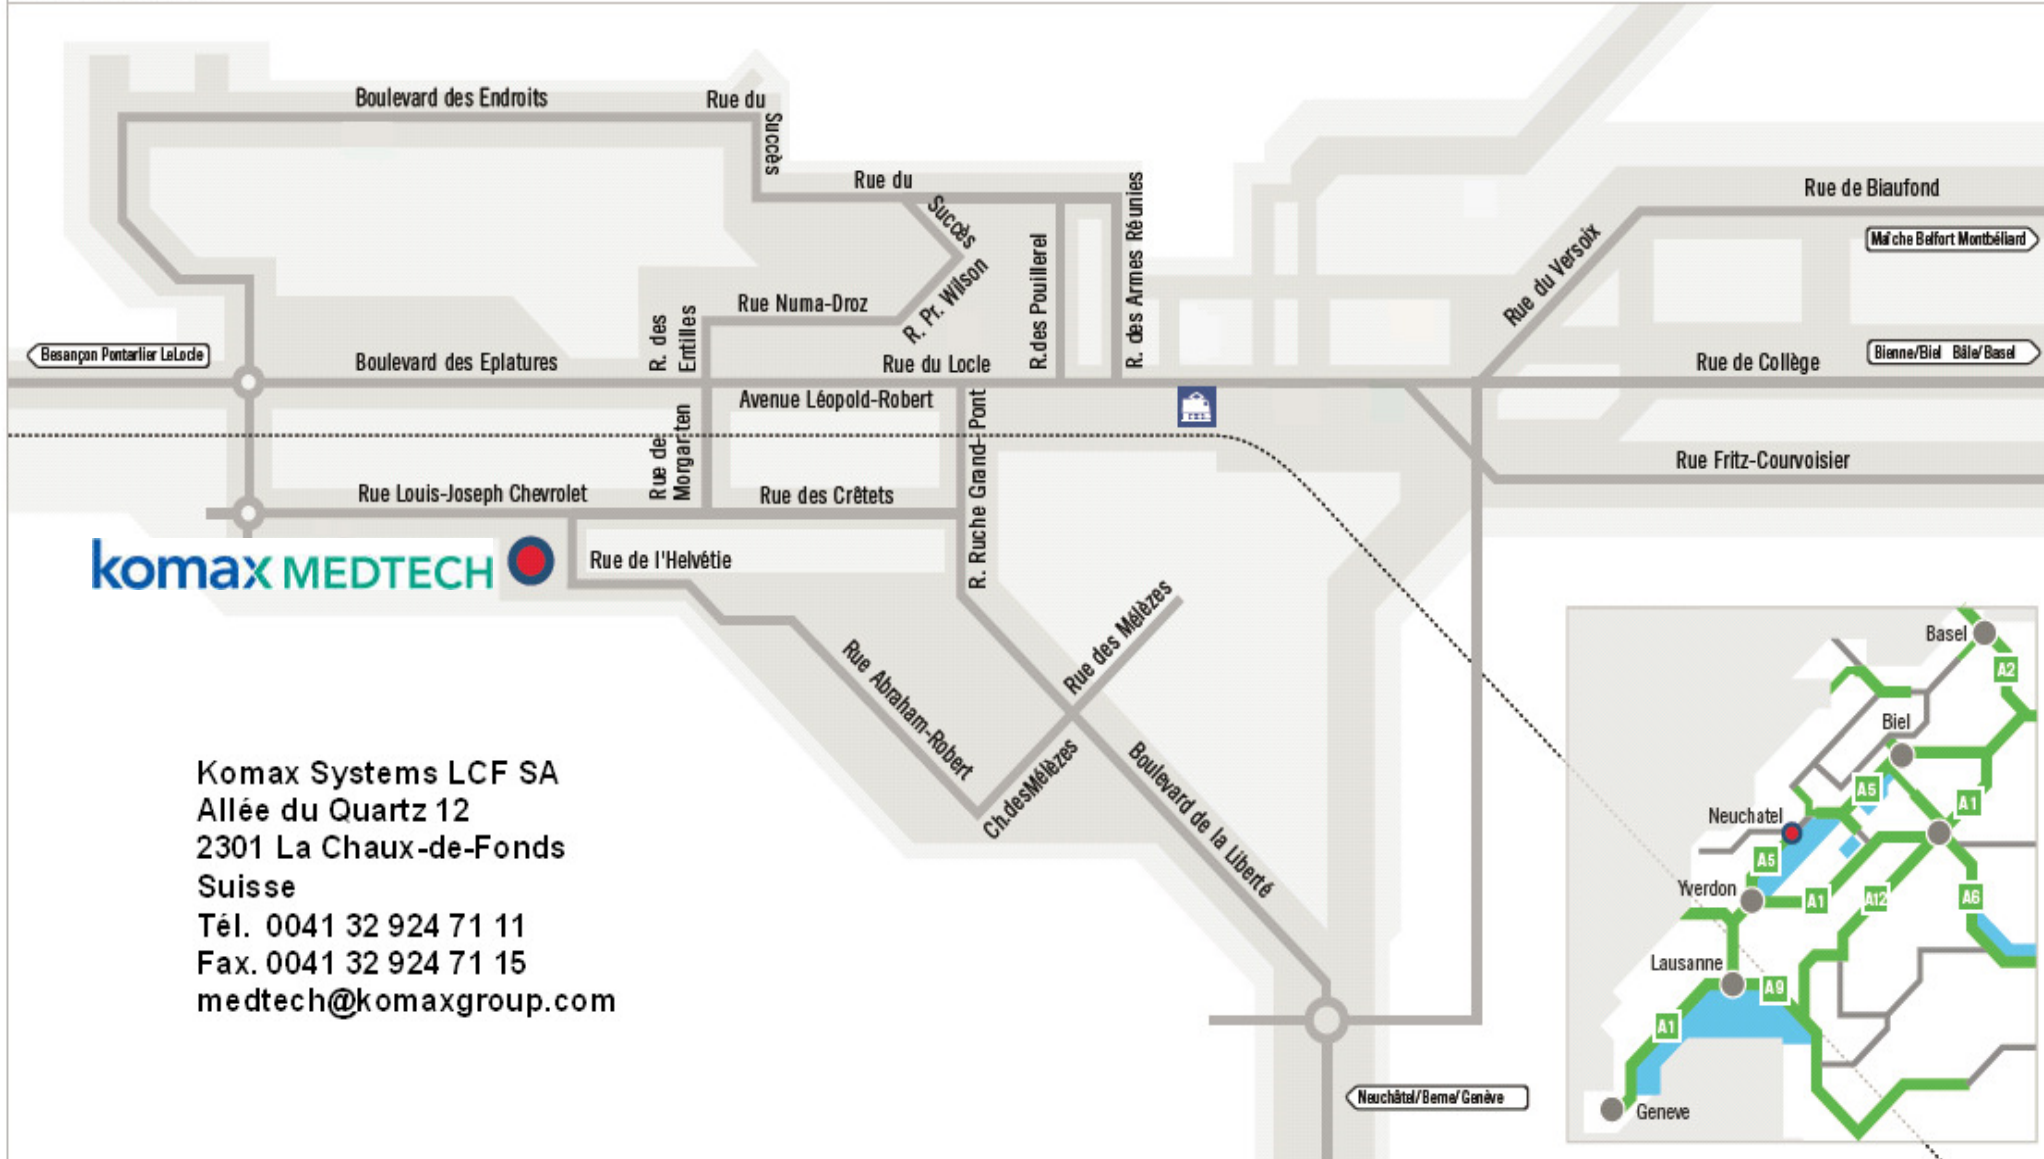 Boulevard des Endroits
Rue du
Succès
Rue du
Succès
R. Pr. Wilson
R.des Pouillerel
R. des Armes Réunies
Rue de Biaufond
Maîche Belfort Montbéliard
Rue du Versoix
Rue Numa-Droz
R. des
Entilles
Besançon Pontarlier LeLocle
Boulevard des Eplatures
Rue du Locle
Rue de Collège
Bienne/Biel Bâle/Basel
Avenue Léopold-Robert
Rue de
Morgarten
R. Ruche Grand-Pont
Rue Fritz-Courvoisier
Rue Louis-Joseph Chevrolet
Rue des Crêtets
komax MEDTECH
Rue de l'Helvétie
Rue des Mélèzes
Rue Abraham-Robert
Ch.desMélèzes
Boulevard de la Liberté
Komax Systems LCF SA
Allée du Quartz 12
2301 La Chaux-de-Fonds
Suisse
Tél. 0041 32 924 71 11
Fax. 0041 32 924 71 15
medtech@komaxgroup.com
Neuchâtel/Berne/Genève
Basel
A2
Biel
A5
A1
Neuchatel
A5
Yverdon
A1
A12
A6
Lausanne
A9
A1
Geneve